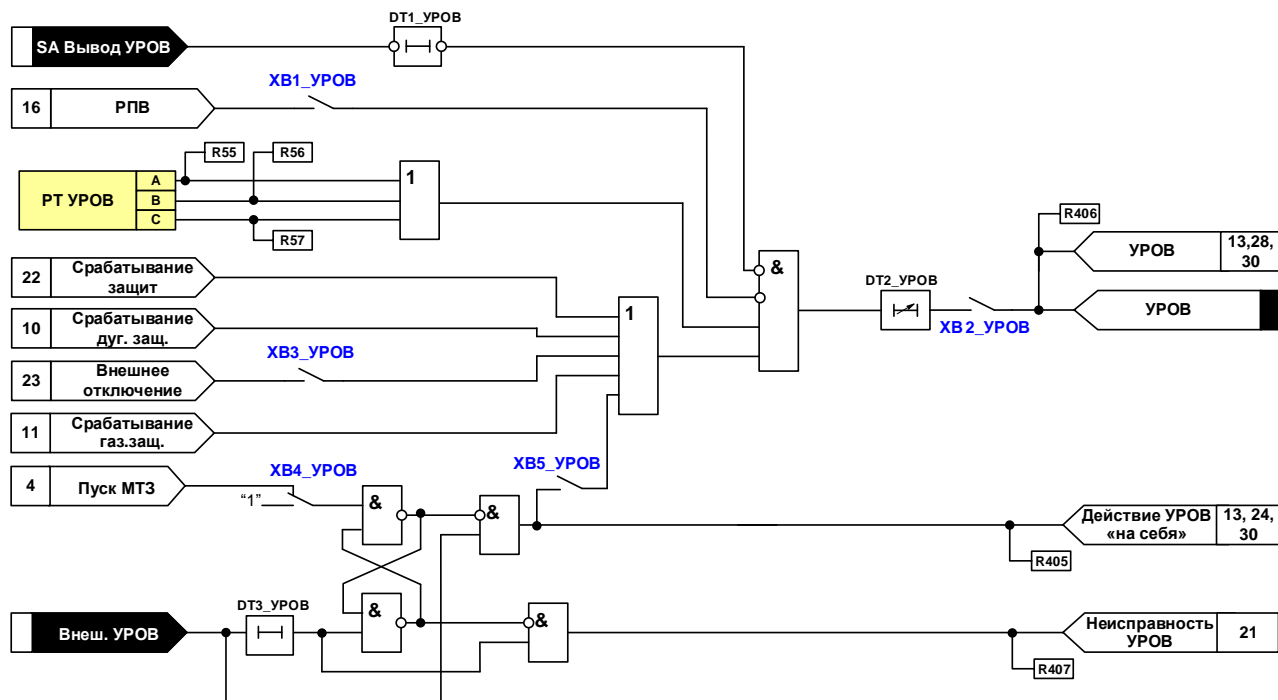 DT1_УРОВ
SA Вывод УРОВ
XB1_УРОВ
16
РПВ
R55
R56
РТ УРОВ
A
B
C
1
R57
R406
УРОВ
13,28,
30
22
Срабатывание
защит
&
DT2_УРОВ
УРОВ
XB2_УРОВ
10
Срабатывание
дуг. защ.
1
XB3_УРОВ
23
Внешнее
отключение
11
Срабатывание
газ.защ.
XB5_УРОВ
4
Пуск МТЗ
XB4_УРОВ
“1”
&
&
Действие УРОВ
«на себя»
13, 24,
30
R405
DT3_УРОВ
&
&
Внеш. УРОВ
Неисправность
УРОВ
21
R407